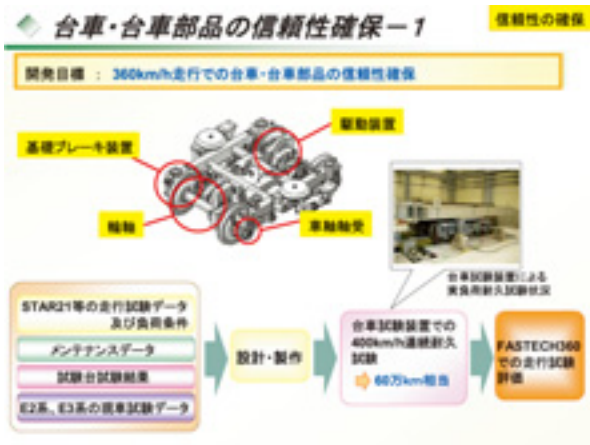 台車・台車部品の信頼性確保－1
信頼性の確保
開発目標 ： 360km/h走行での台車・台車部品の信頼性確保
駆動装置
基礎ブレーキ装置
輪軸
車軸軸受
台車試験装置による
実負荷耐久試験状況
STAR21等の走行試験データ
及び負荷条件
メンテナンスデータ
試験台試験結果
E2系、E3系の現車試験データ
設計・製作
台車試験装置での
400km/h連続耐久
試験
60万km相当
FASTECH360
での走行試験
評価